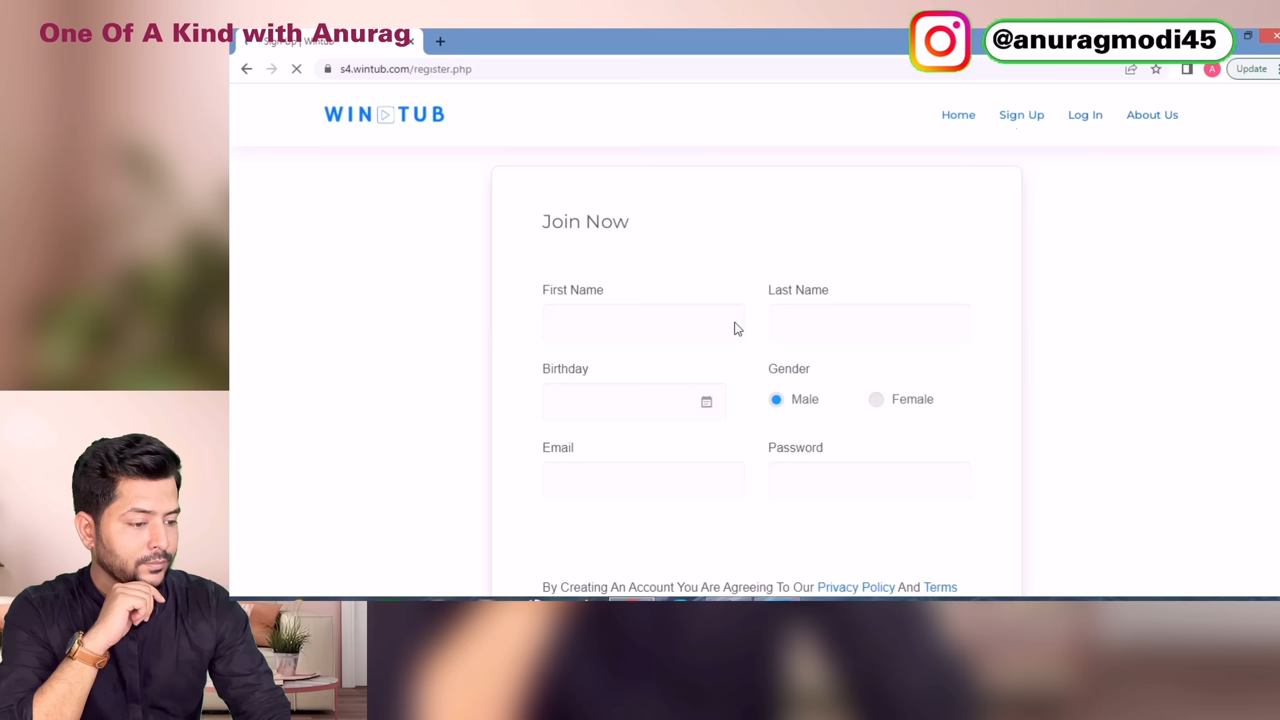 One Of A Kind with Anurag
@anuragmodi45
s4.wintub.com/register.php
A
Update
WIN TUB
Home
Sign Up
Log In
About Us
Join Now
First Name
Last Name
Birthday
Gender
Male
Female
Email
Password
By Creating An Account You Are Agreeing To Our Privacy Policy And Terms